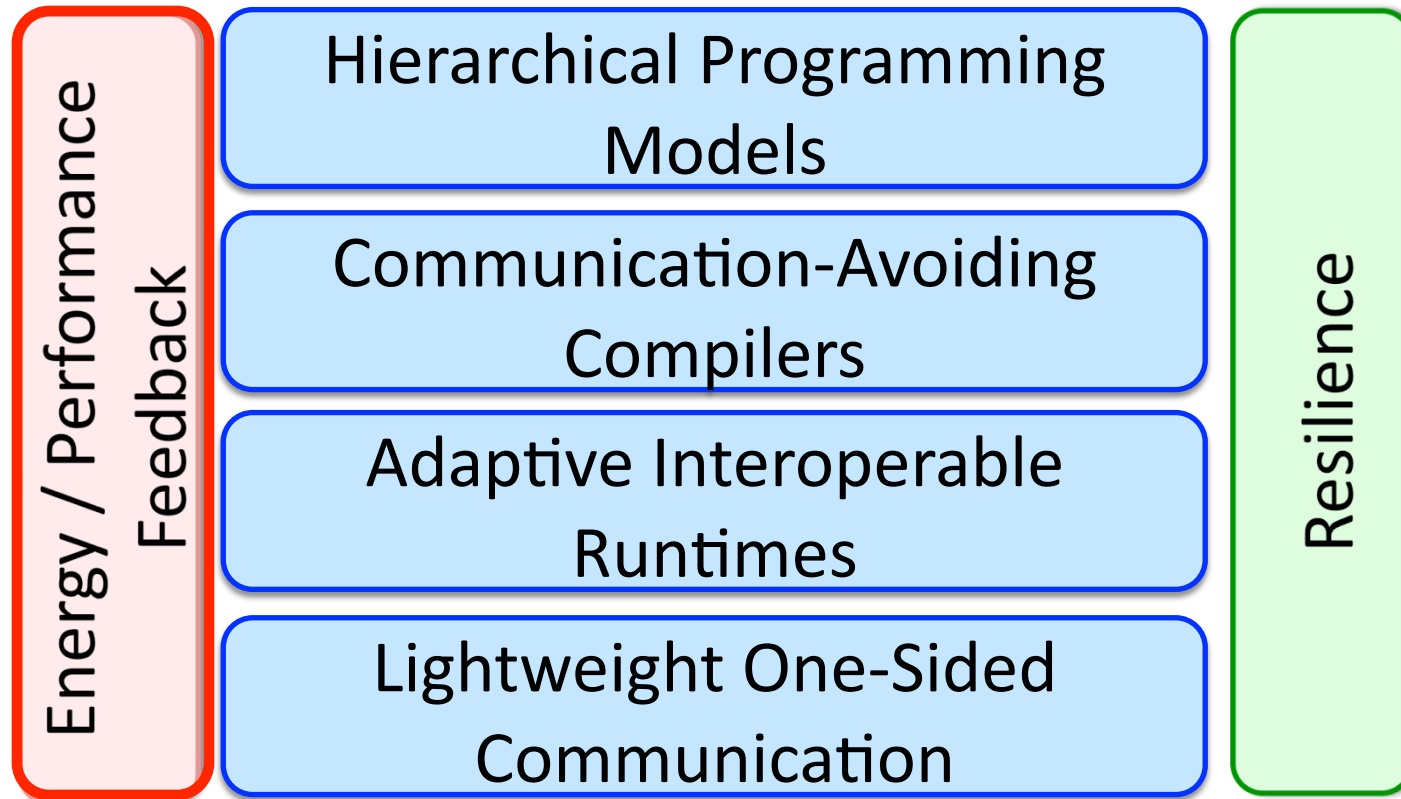 Energy / Performance
Feedback
Hierarchical Programming
Models
Communication-Avoiding
Compilers
Adaptive Interoperable
Runtimes
Lightweight One-Sided
Communication
Resilience